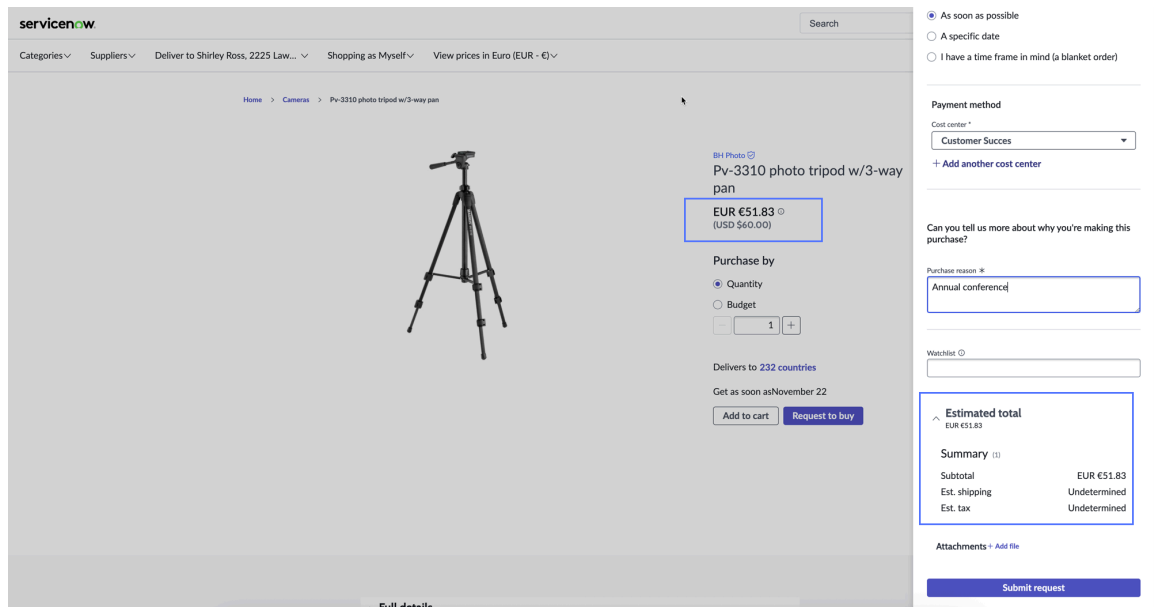 servicenow
Search
Categories
Suppliers
Deliver to Shirley Ross, 2225 Law...
Shopping as Myself
View prices in Euro (EUR - €)
Home > Cameras > Pv-3310 photo tripod w/3-way pan
BH Photo
Pv-3310 photo tripod w/3-way
pan
EUR €51.83
(USD $60.00)
Purchase by
Quantity
Budget
− 1 +
Delivers to 232 countries
Get as soon asNovember 22
Add to cart
Request to buy
Full details
As soon as possible
A specific date
I have a time frame in mind (a blanket order)
Payment method
Cost center *
Customer Succes
+ Add another cost center
Can you tell us more about why you're making this
purchase?
Purchase reason *
Annual conference
Watchlist
Estimated total
EUR €51.83
Summary (1)
Subtotal EUR €51.83
Est. shipping Undetermined
Est. tax Undetermined
Attachments + Add file
Submit request